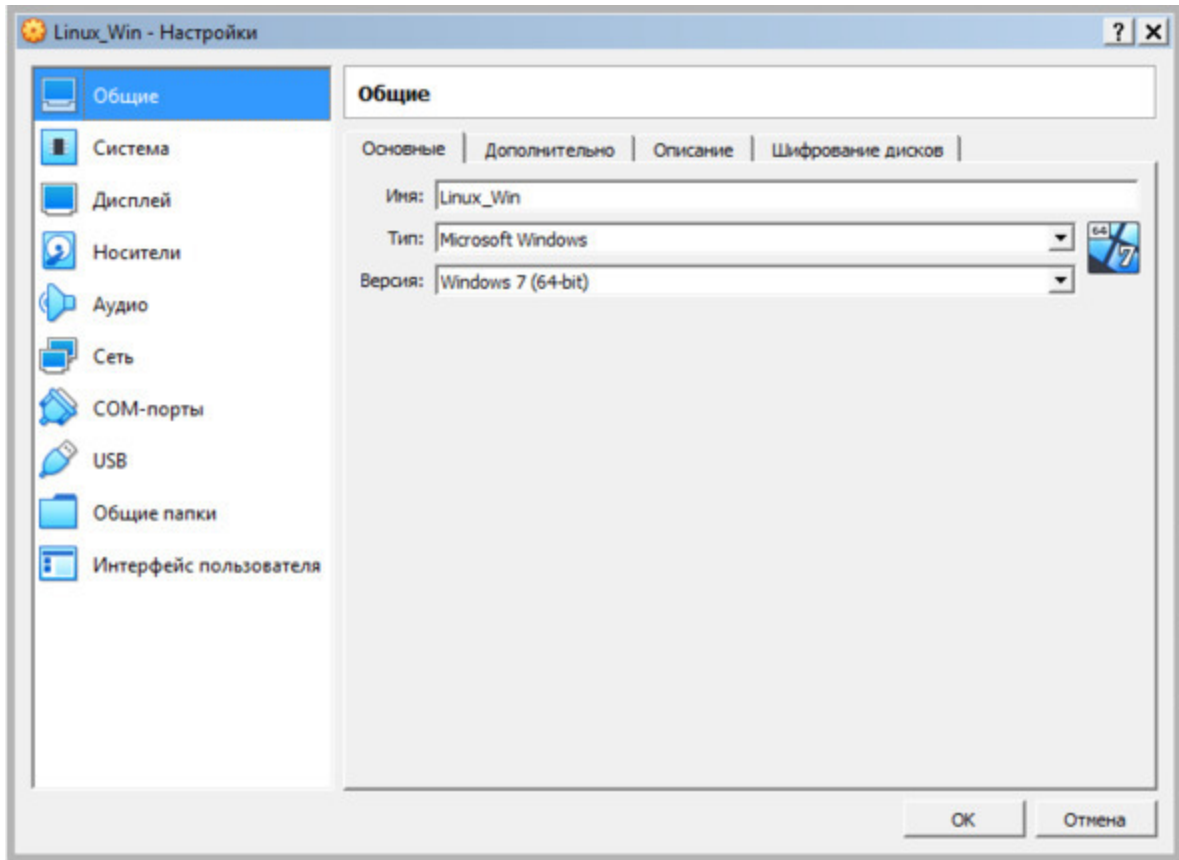 Linux_Win - Настройки
Общие
Система
Дисплей
Носители
Аудио
Сеть
COM-порты
USB
Общие папки
Интерфейс пользователя
Общие
Основные Дополнительно Описание Шифрование дисков
Имя: Linux_Win
Тип: Microsoft Windows
64
7
Версия: Windows 7 (64-bit)
OK Отмена